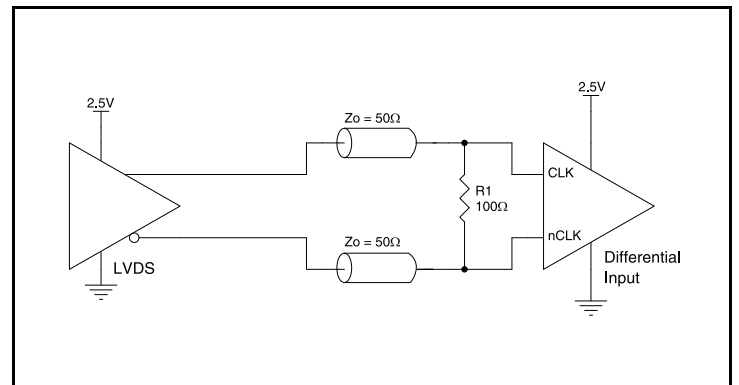 2.5V
2.5V
Zo = 50Ω
CLK
R1
100Ω
Zo = 50Ω
nCLK
LVDS
Differential
Input